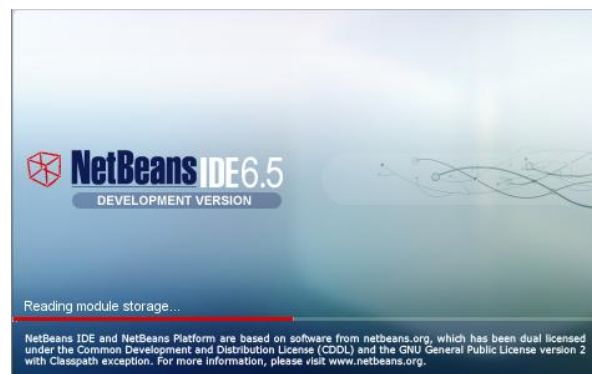 NetBeans IDE 6.5
DEVELOPMENT VERSION
Reading module storage...
NetBeans IDE and NetBeans Platform are based on software from netbeans.org, which has been dual licensed
under the Common Development and Distribution License (CDDL) and the GNU General Public License version 2
with Classpath exception. For more information, please visit www.netbeans.org.